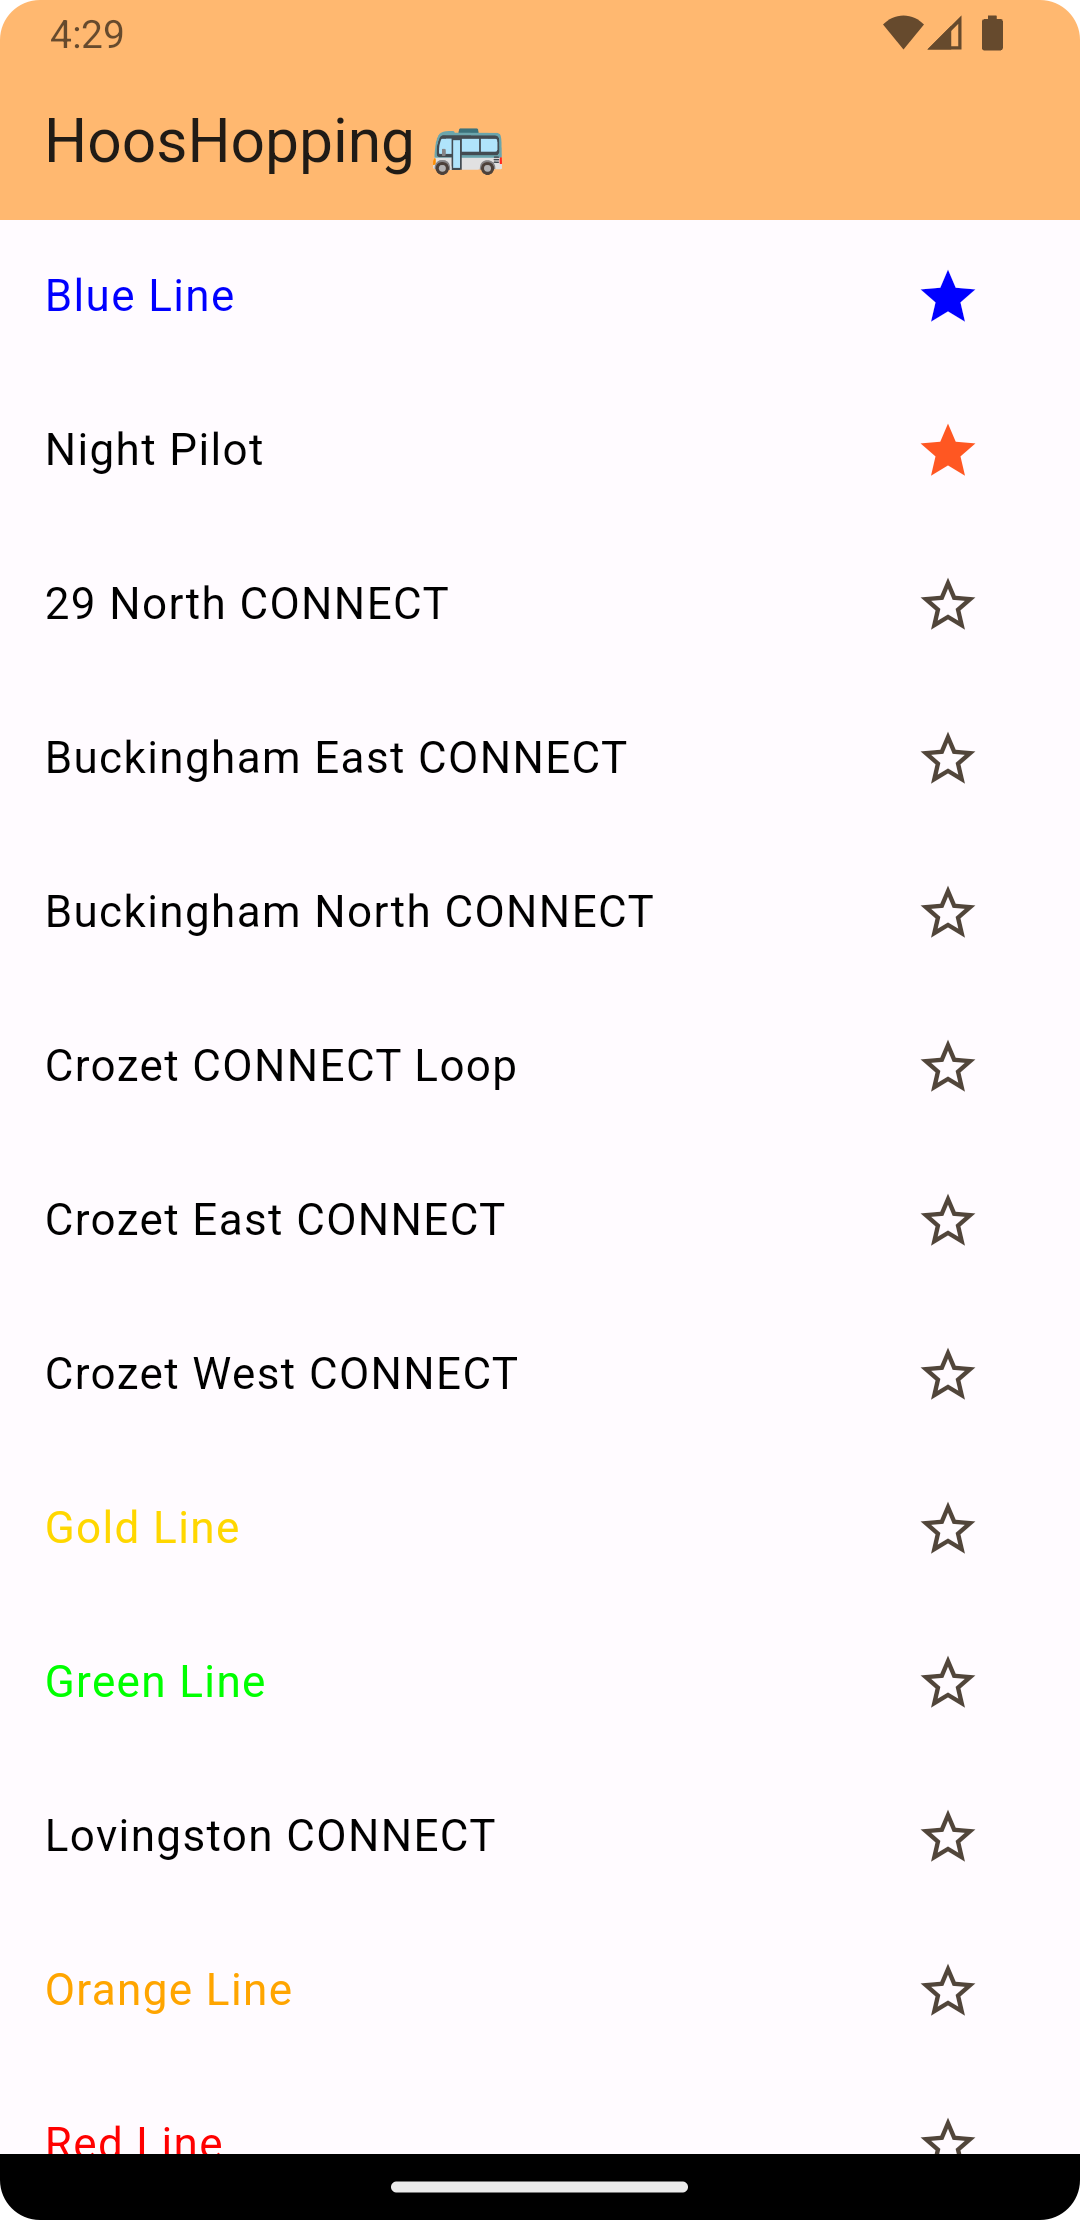 4:29
HoosHopping
Blue Line
Night Pilot
29 North CONNECT
Buckingham East CONNECT
Buckingham North CONNECT
Crozet CONNECT Loop
Crozet East CONNECT
Crozet West CONNECT
Gold Line
Green Line
Lovingston CONNECT
Orange Line
Red Line